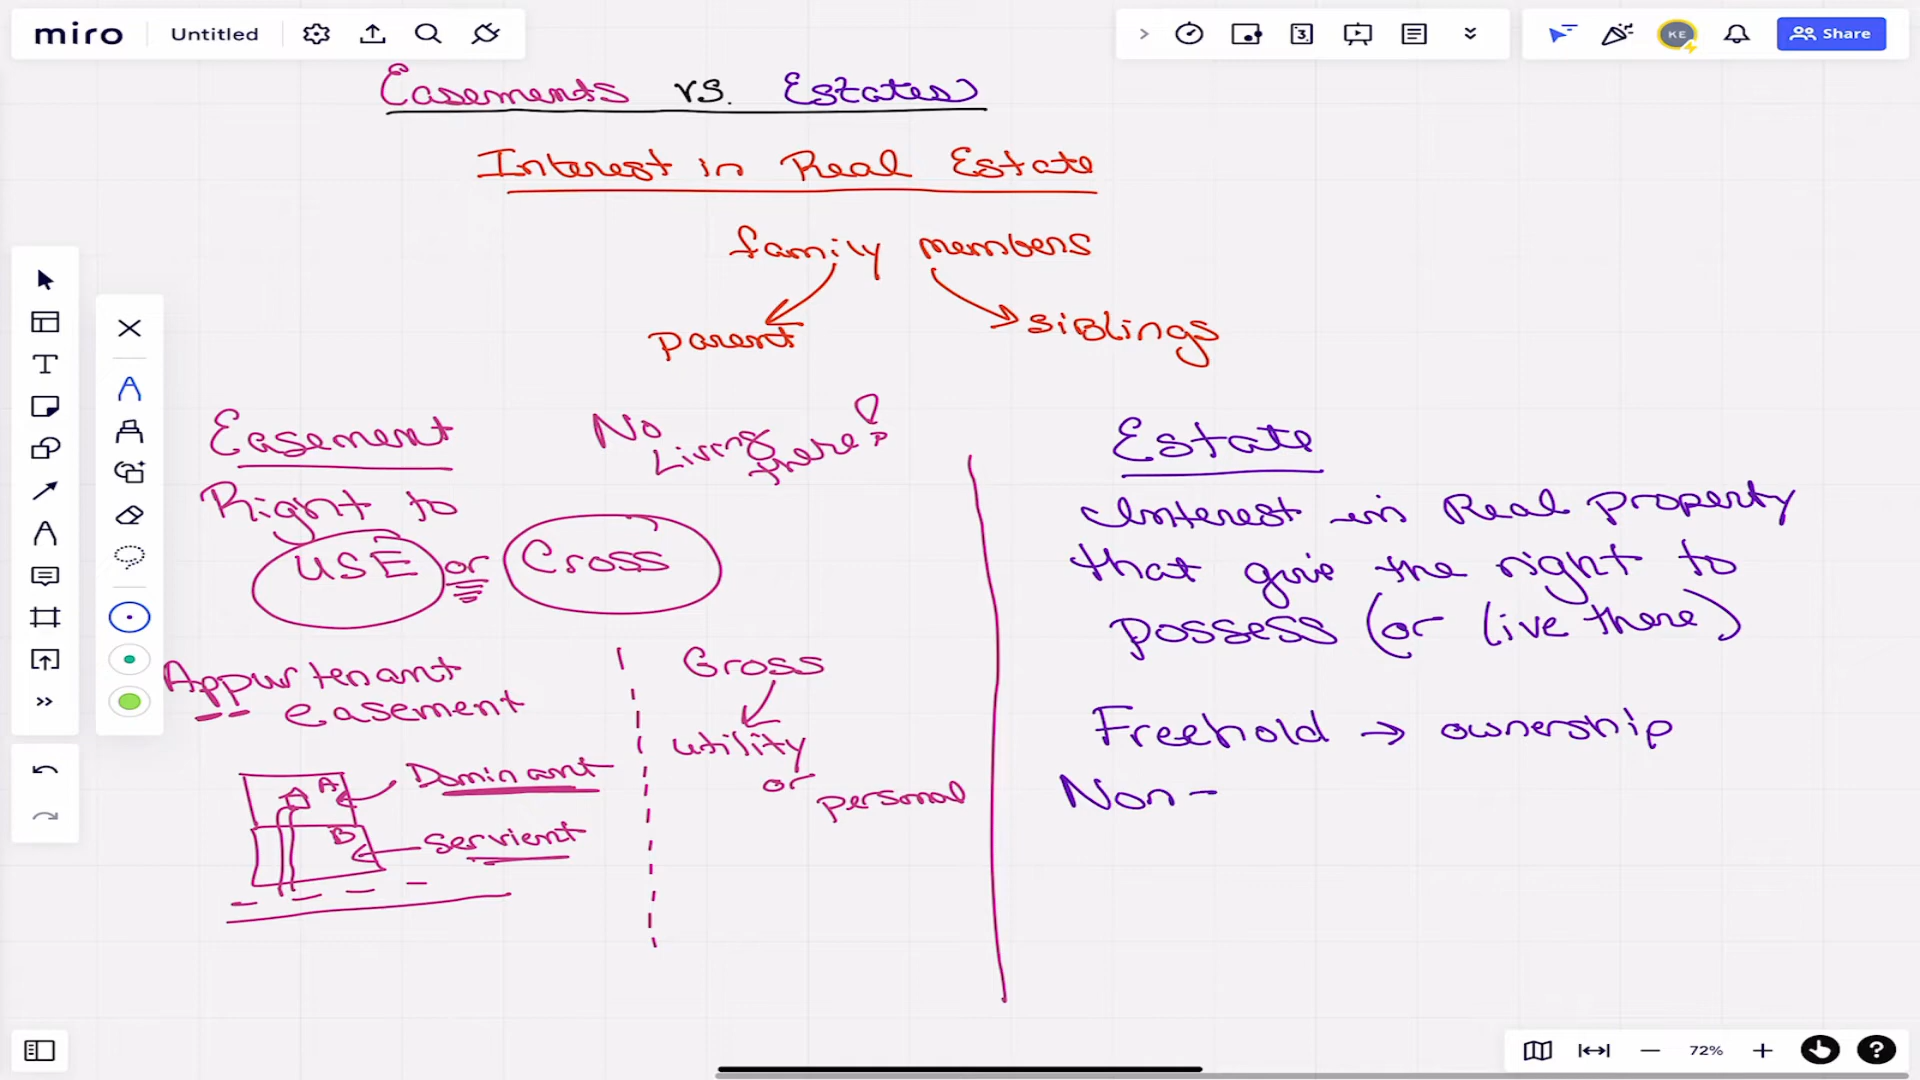 miro
Untitled
KE
Share
Easements vs. Estates
Interest in Real Estate
family members
parent
siblings
Easement
No
Living
there!
Right to
USE or Cross
Appurtenant
easement
A
Dominant
B
Servient
Gross
utility
or
personal
Estate
Interest in Real property
that give the right to
possess (or live there)
Freehold → ownership
Non-
72%